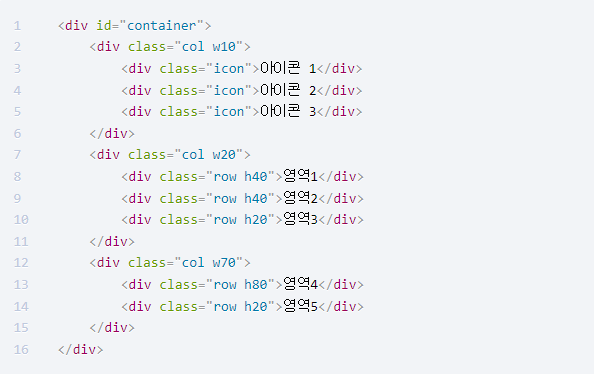 1 <div id="container">
2 <div class="col w10">
3 <div class="icon">아이콘 1</div>
4 <div class="icon">아이콘 2</div>
5 <div class="icon">아이콘 3</div>
6 </div>
7 <div class="col w20">
8 <div class="row h40">영역1</div>
9 <div class="row h40">영역2</div>
10 <div class="row h20">영역3</div>
11 </div>
12 <div class="col w70">
13 <div class="row h80">영역4</div>
14 <div class="row h20">영역5</div>
15 </div>
16 </div>